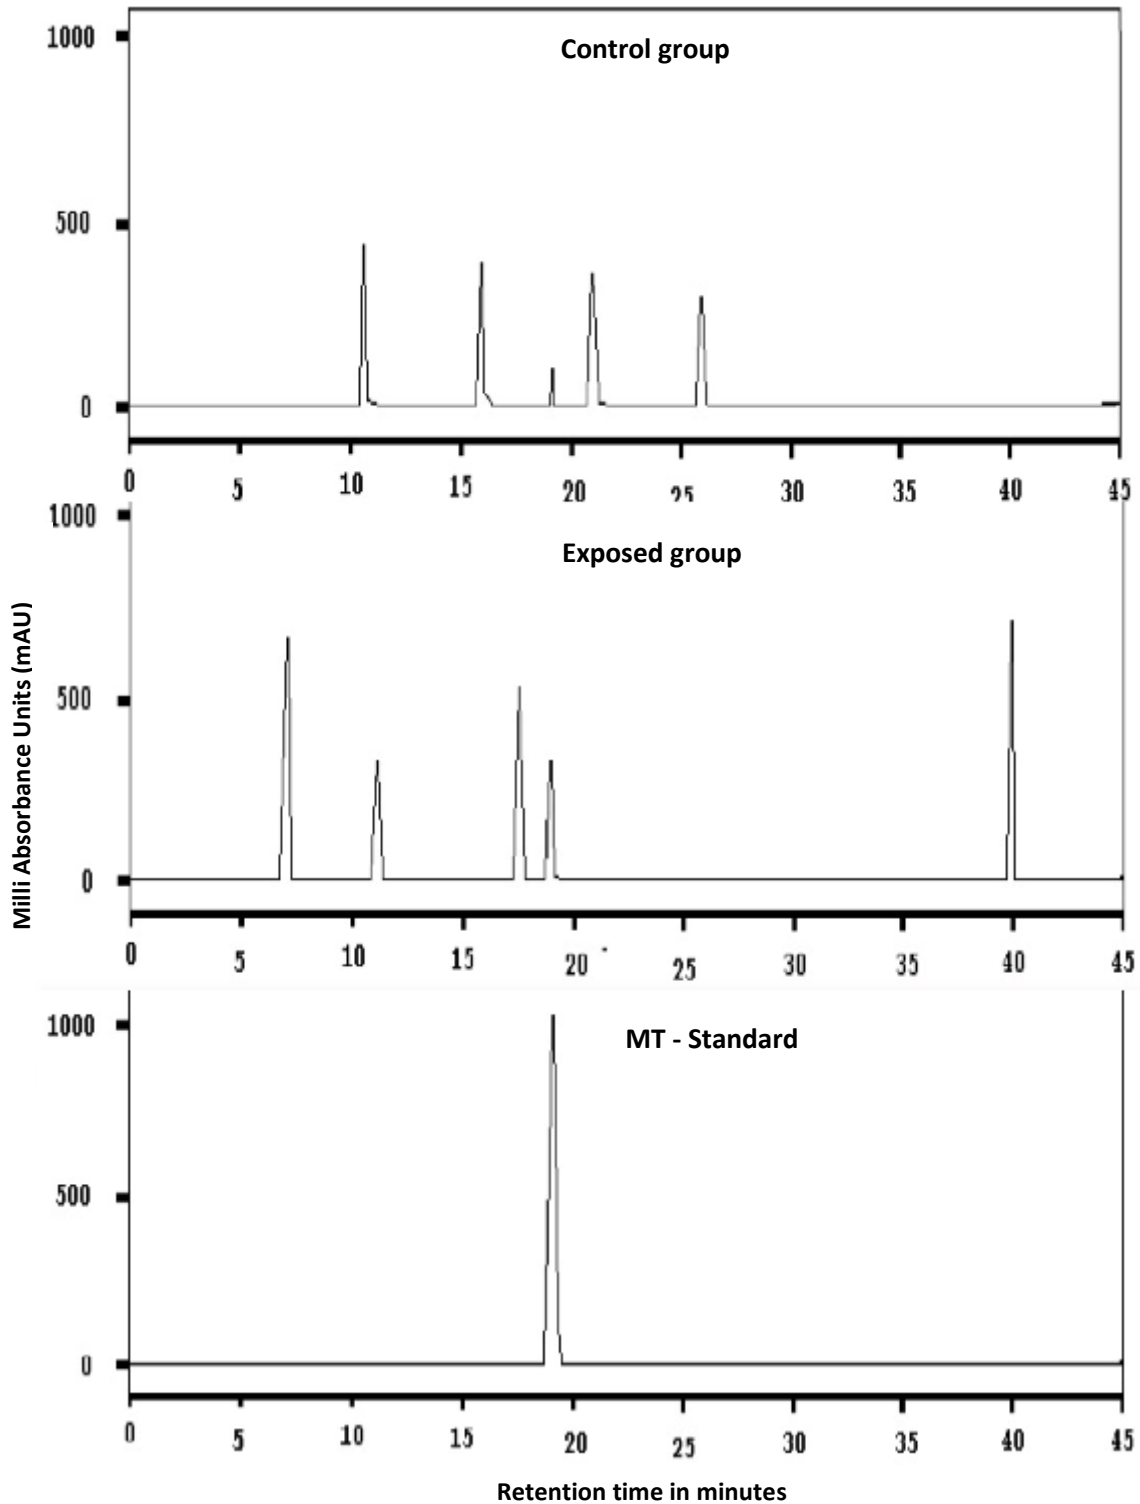 1000
Control group
500
0
0 5 10 15 20 25 30 35 40 45
1000
Exposed group
500
0
0 5 10 15 20 25 30 35 40 45
Milli Absorbance Units (mAU)
1000
MT - Standard
500
0
0 5 10 15 20 25 30 35 40 45
Retention time in minutes